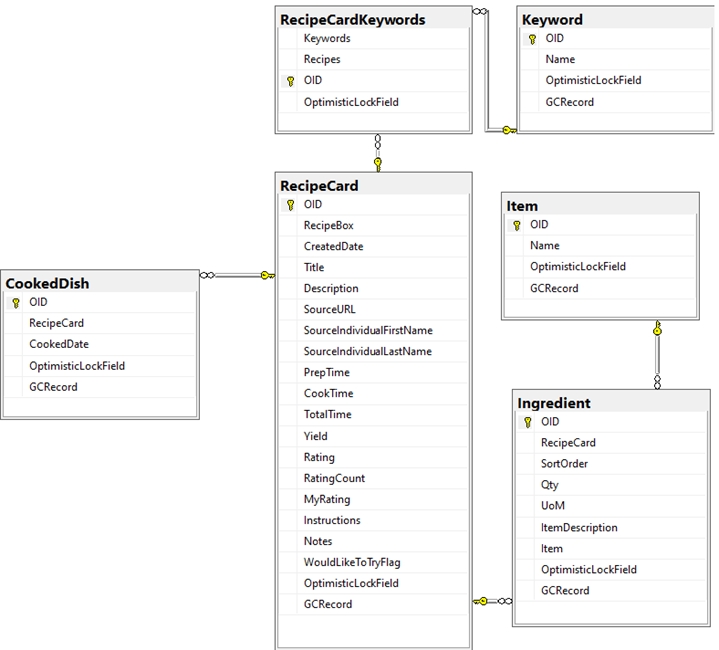 RecipeCardKeywords
Keywords
Recipes
OID
OptimisticLockField
Keyword
OID
Name
OptimisticLockField
GCRecord
RecipeCard
OID
RecipeBox
CreatedDate
Title
Description
SourceURL
SourceIndividualFirstName
SourceIndividualLastName
PrepTime
CookTime
TotalTime
Yield
Rating
RatingCount
MyRating
Instructions
Notes
WouldLikeToTryFlag
OptimisticLockField
GCRecord
Item
OID
Name
OptimisticLockField
GCRecord
CookedDish
OID
RecipeCard
CookedDate
OptimisticLockField
GCRecord
Ingredient
OID
RecipeCard
SortOrder
Qty
UoM
ItemDescription
Item
OptimisticLockField
GCRecord